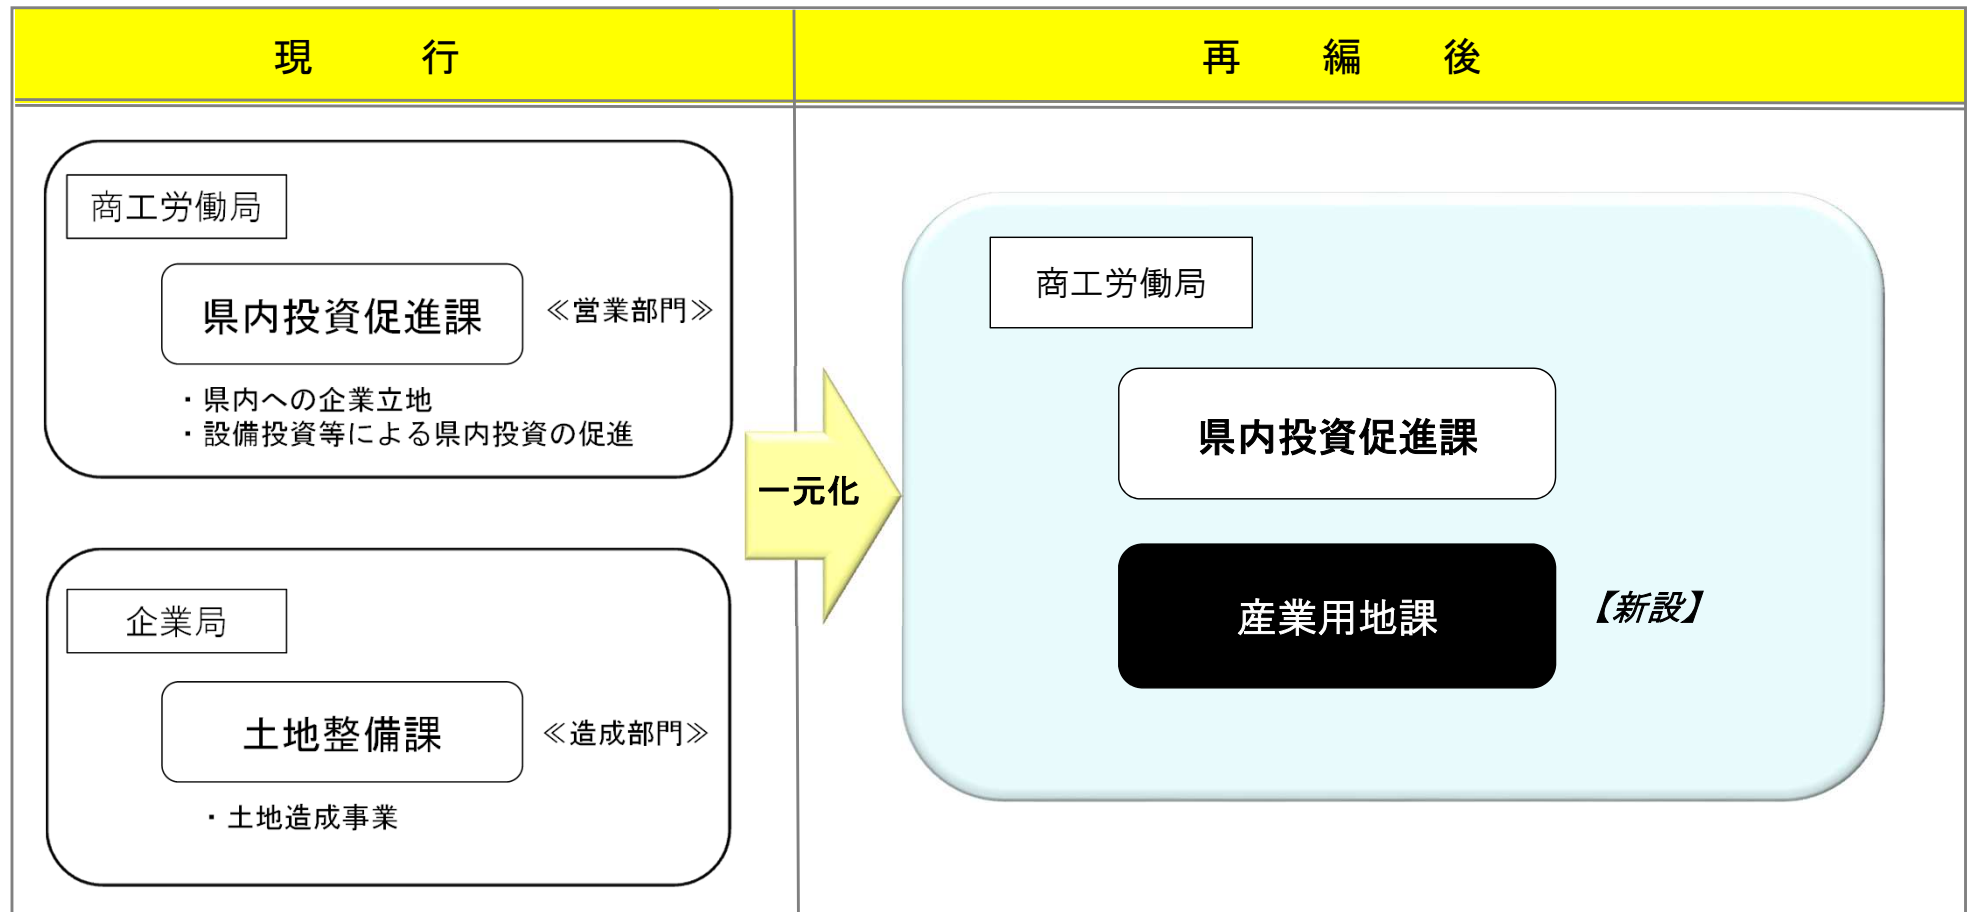 現行
再編後
商工労働局
県内投資促進課
≪営業部門≫
・県内への企業立地
・設備投資等による県内投資の促進
企業局
土地整備課
≪造成部門≫
・土地造成事業
一元化
商工労働局
県内投資促進課
産業用地課
【新設】